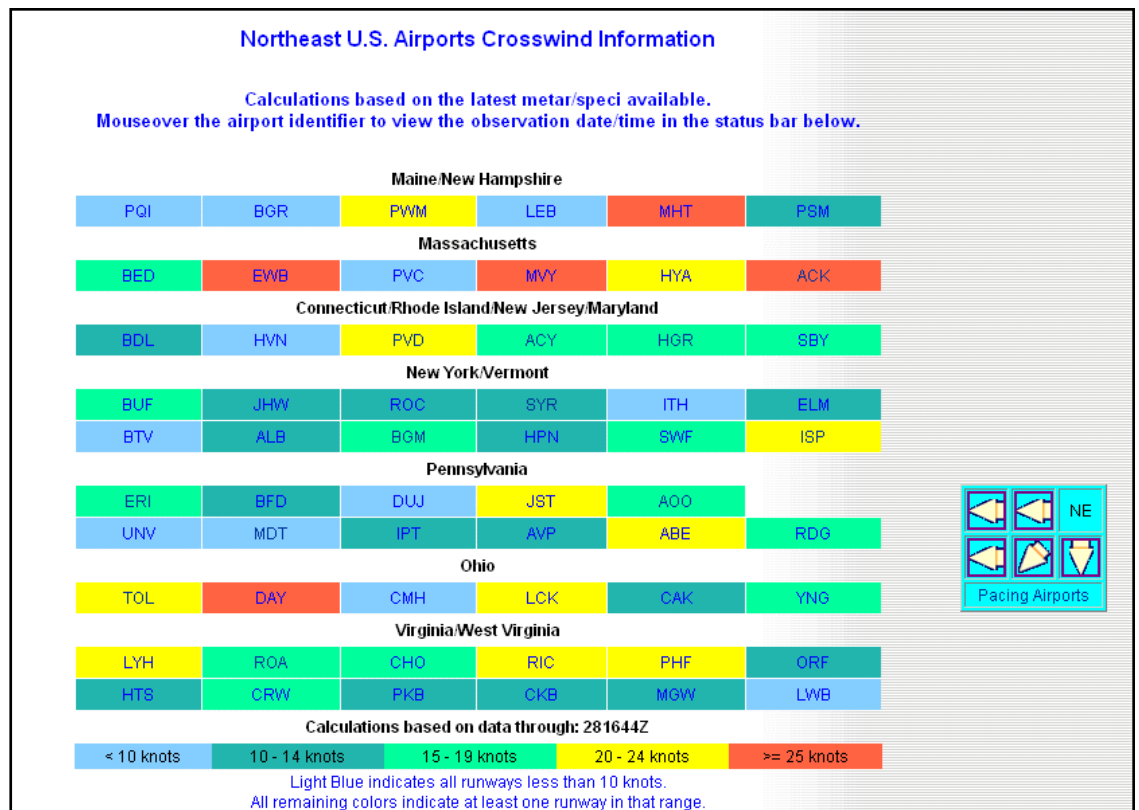 Northeast U.S. Airports Crosswind Information
Calculations based on the latest metar/speci available.
Mouseover the airport identifier to view the observation date/time in the status bar below.
Maine/New Hampshire
PQI BGR PWM LEB MHT PSM
Massachusetts
BED EWB PVC MVY HYA ACK
Connecticut/Rhode Island/New Jersey/Maryland
BDL HVN PVD ACY HGR SBY
New York/Vermont
BUF JHW ROC SYR ITH ELM
BTV ALB BGM HPN SWF ISP
Pennsylvania
ERI BFD DUJ JST AOO
UNV MDT IPT AVP ABE RDG
Ohio
TOL DAY CMH LCK CAK YNG
Virginia/West Virginia
LYH ROA CHO RIC PHF ORF
HTS CRW PKB CKB MGW LWB
Calculations based on data through: 281644Z
< 10 knots 10 - 14 knots 15 - 19 knots 20 - 24 knots >= 25 knots
Light Blue indicates all runways less than 10 knots.
All remaining colors indicate at least one runway in that range.
NE
Pacing Airports